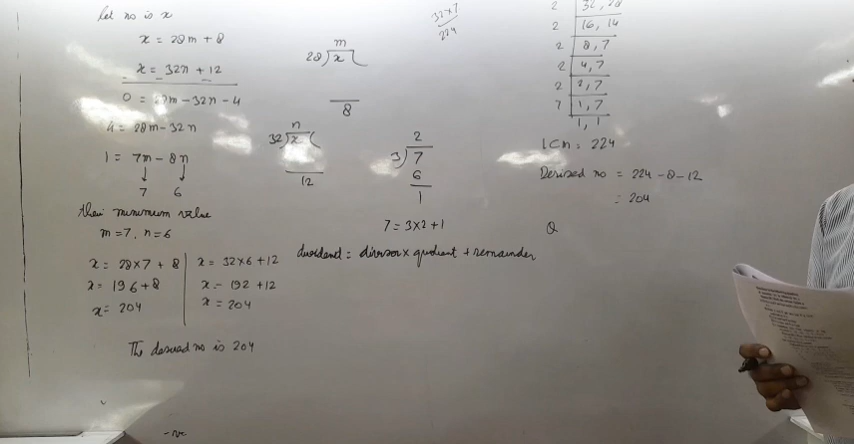 Let no is x
x = 28m + 8
x = 32n + 12
0 = 28m - 32n - 4
4 = 28m - 32n
1 = 7m - 8n
7 6
their minimum value
m = 7, n = 6
x = 28×7 + 8
x = 196 + 8
x = 204
x = 32×6 + 12
x = 192 + 12
x = 204
The desired no is 204
m
28) x
8
n
32) x
12
2
3) 7
6
1
7 = 3×2 + 1
dividend = divisor × quotient + remainder
32×7
224
2 | 32, 28
2 | 16, 14
2 | 8, 7
2 | 4, 7
2 | 2, 7
7 | 1, 7
1, 1
LCM = 224
Desired no = 224 - 8 - 12
= 204
Q
-ve